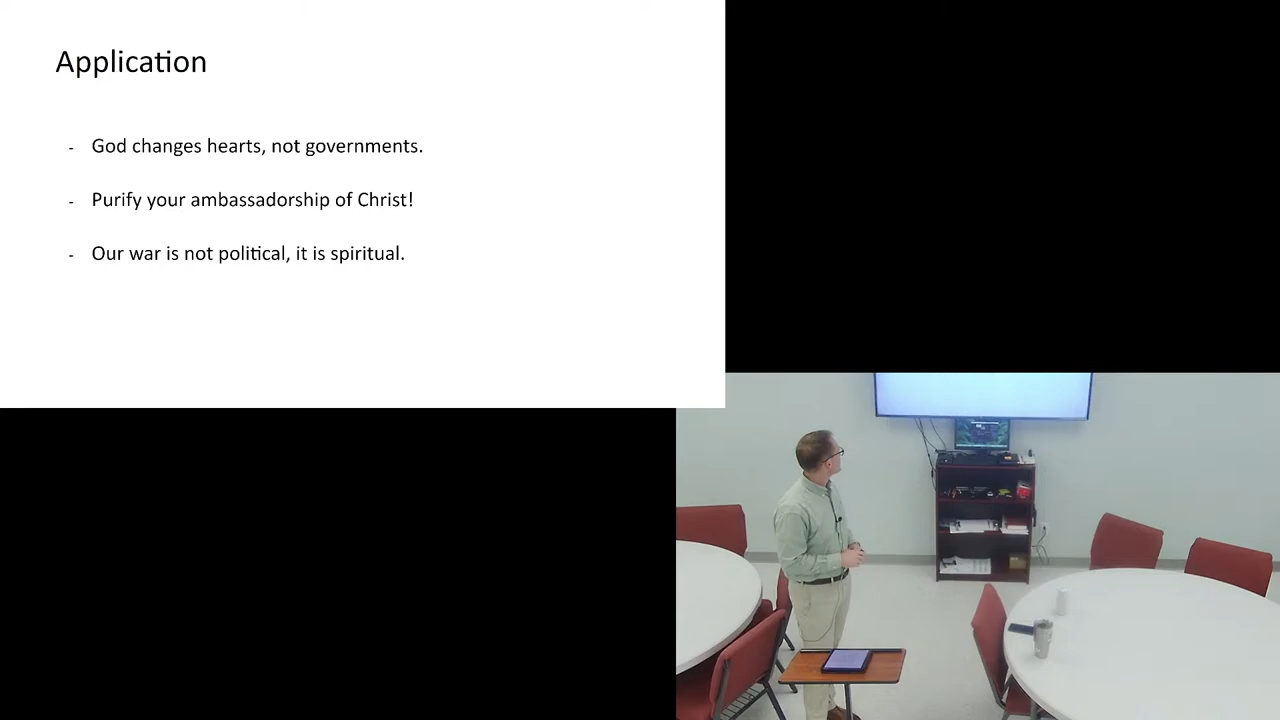 Application
- God changes hearts, not governments.
- Purify your ambassadorship of Christ!
- Our war is not political, it is spiritual.